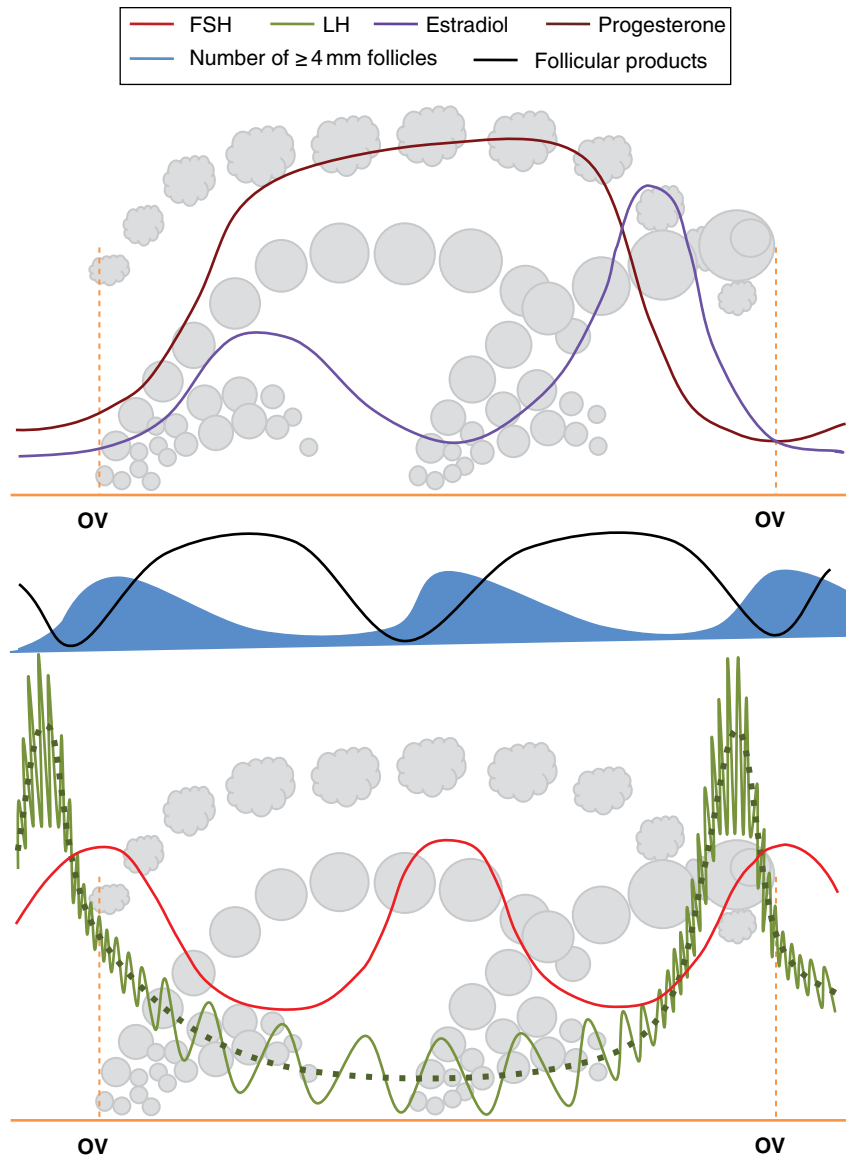 FSH LH Estradiol Progesterone
Number of ≥ 4 mm follicles Follicular products
OV OV
OV OV